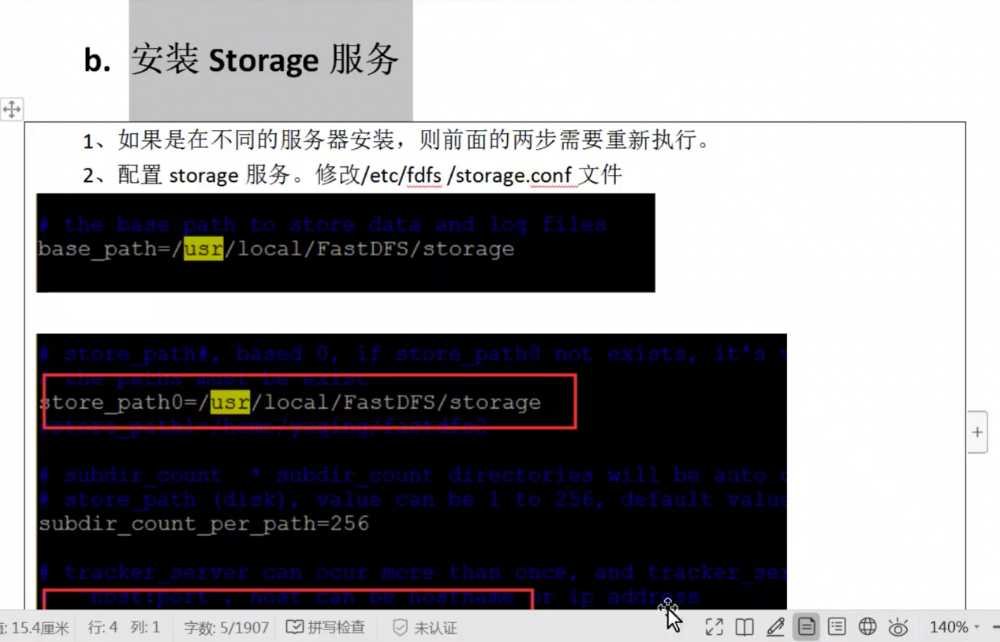 b. 安装 Storage 服务
1、如果是在不同的服务器安装，则前面的两步需要重新执行。
2、配置 storage 服务。修改/etc/fdfs /storage.conf 文件
# the base path to store data and log files
base_path=/usr/local/FastDFS/storage
# store_path#, based 0, if store_path0 not exists, it's
# the paths must be exist
store_path0=/usr/local/FastDFS/storage
#store_path1=/home/yuqing/fastdfs2
# subdir_count * subdir_count directories will be auto
# store_path (disk), value can be 1 to 256, default value
subdir_count_per_path=256
# tracker_server can ocur more than once, and tracker_ser
"host:port", host can be hostname or ip address
: 15.4厘米 行: 4 列: 1 字数: 5/1907 拼写检查 未认证 140%